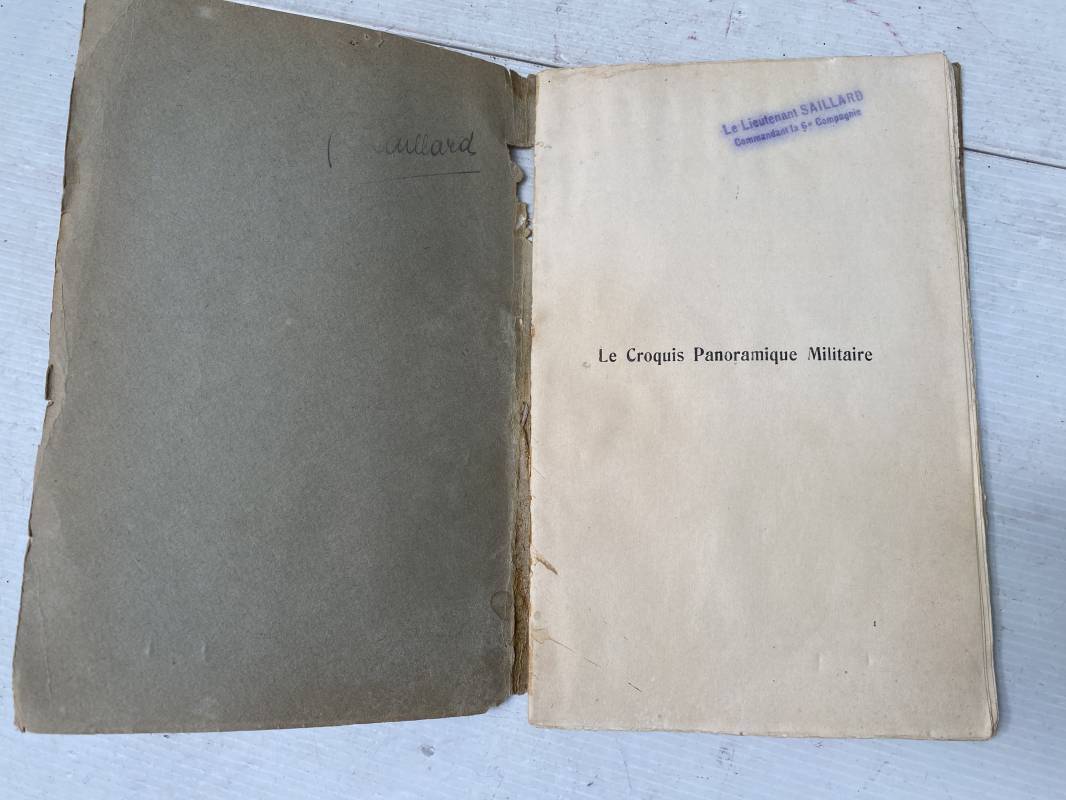 Le Lieutenant SAILLARD
Commandant la 5e Compagnie
Le Croquis Panoramique Militaire